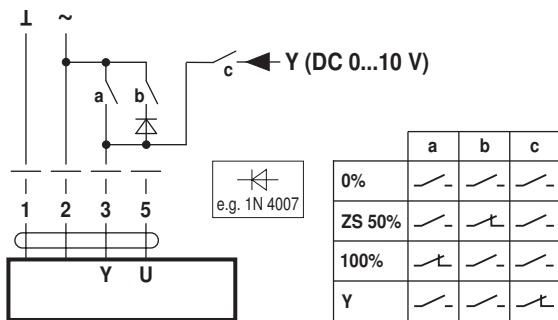 ⊥ ~
c Y (DC 0...10 V)
a b
a b c
0%
e.g. 1N 4007
1 2 3 5
ZS 50%
100%
Y U
Y